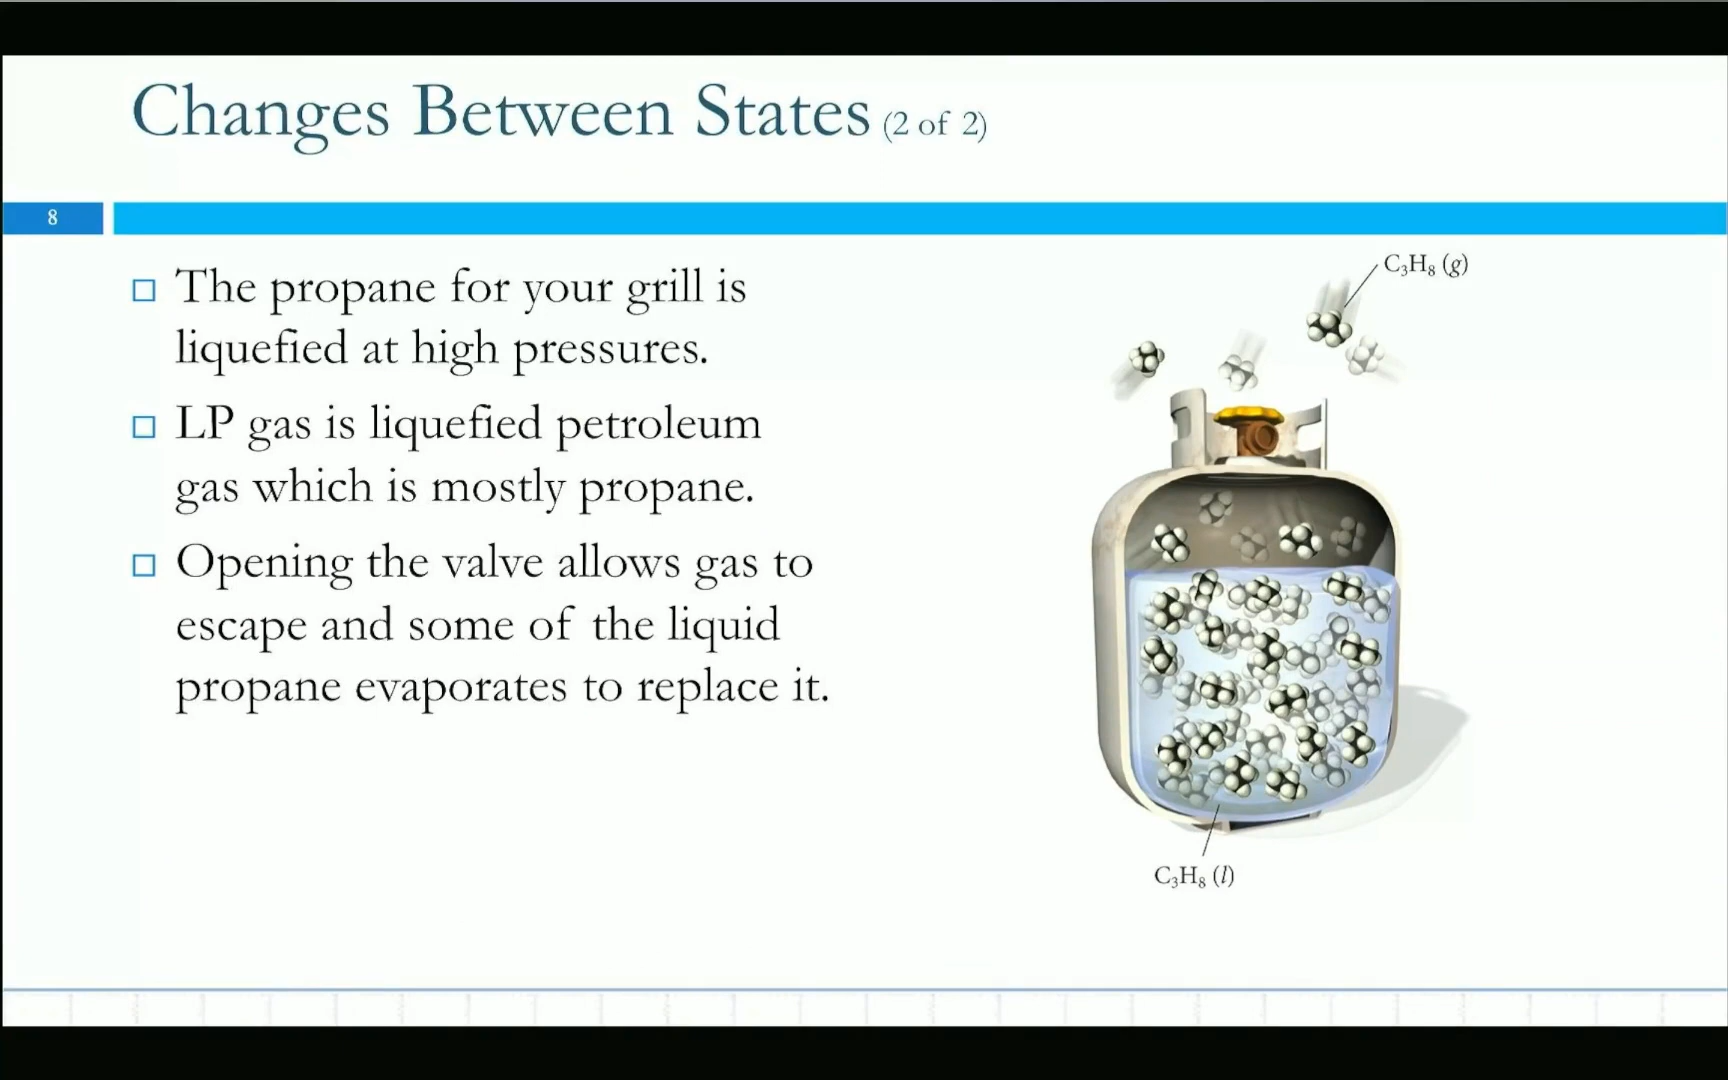 Changes Between States (2 of 2)
8
□ The propane for your grill is
liquefied at high pressures.
□ LP gas is liquefied petroleum
gas which is mostly propane.
□ Opening the valve allows gas to
escape and some of the liquid
propane evaporates to replace it.
C₃H₈ (g)
C₃H₈ (l)